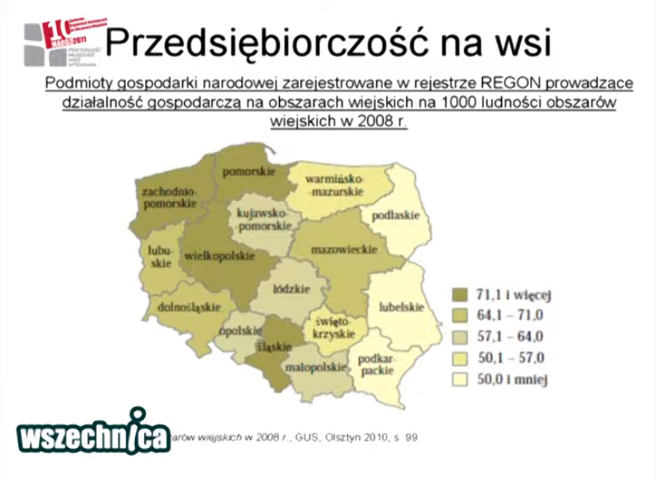 Przedsiębiorczość na wsi
Podmioty gospodarki narodowej zarejestrowane w rejestrze REGON prowadzące
działalność gospodarczą na obszarach wiejskich na 1000 ludności obszarów
wiejskich w 2008 r.
pomorskie
warmińsko-
mazurskie
zachodnio-
pomorskie
podlaskie
kujawsko-
pomorskie
lubu-
skie
wielkopolskie
mazowieckie
łódzkie
lubelskie
dolnośląskie
opolskie
śląskie
święto-
krzyskie
małopolskie
podkar-
packie
71,1 i więcej
64,1 – 71,0
57,1 – 64,0
50,1 – 57,0
50,0 i mniej
wszechnica
wiejskich w 2008 r., GUS, Olsztyn 2010, s. 99